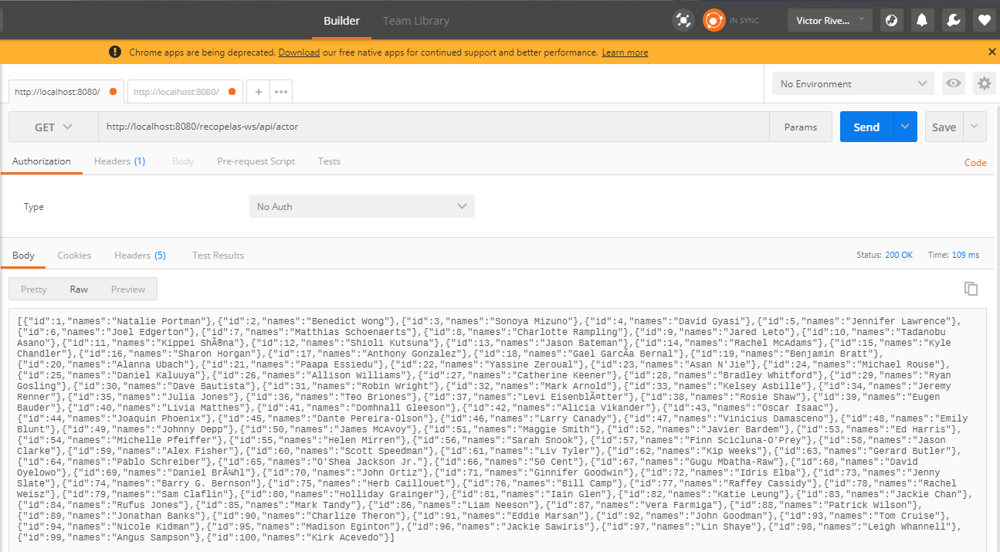 Builder Team Library IN SYNC Victor Rive...
Chrome apps are being deprecated. Download our free native apps for continued support and better performance. Learn more
http://localhost:8080/ http://localhost:8080/ No Environment
GET http://localhost:8080/recopelas-ws/api/actor Params Send Save
Authorization Headers (1) Body Pre-request Script Tests Code
Type No Auth
Body Cookies Headers (5) Test Results Status: 200 OK Time: 109 ms
Pretty Raw Preview
[{"id":1,"names":"Natalie Portman"},{"id":2,"names":"Benedict Wong"},{"id":3,"names":"Sonoya Mizuno"},{"id":4,"names":"David Gyasi"},{"id":5,"names":"Jennifer Lawrence"},
{"id":6,"names":"Joel Edgerton"},{"id":7,"names":"Matthias Schoenaerts"},{"id":8,"names":"Charlotte Rampling"},{"id":9,"names":"Jared Leto"},{"id":10,"names":"Tadanobu
Asano"},{"id":11,"names":"Kippei ShÃ®na"},{"id":12,"names":"Shioli Kutsuna"},{"id":13,"names":"Jason Bateman"},{"id":14,"names":"Rachel McAdams"},{"id":15,"names":"Kyle
Chandler"},{"id":16,"names":"Sharon Horgan"},{"id":17,"names":"Anthony Gonzalez"},{"id":18,"names":"Gael GarcÃ­a Bernal"},{"id":19,"names":"Benjamin Bratt"},
{"id":20,"names":"Alanna Ubach"},{"id":21,"names":"Paapa Essiedu"},{"id":22,"names":"Yassine Zeroual"},{"id":23,"names":"Asan N'Jie"},{"id":24,"names":"Michael Rouse"},
{"id":25,"names":"Daniel Kaluuya"},{"id":26,"names":"Allison Williams"},{"id":27,"names":"Catherine Keener"},{"id":28,"names":"Bradley Whitford"},{"id":29,"names":"Ryan
Gosling"},{"id":30,"names":"Dave Bautista"},{"id":31,"names":"Robin Wright"},{"id":32,"names":"Mark Arnold"},{"id":33,"names":"Kelsey Asbille"},{"id":34,"names":"Jeremy
Renner"},{"id":35,"names":"Julia Jones"},{"id":36,"names":"Teo Briones"},{"id":37,"names":"Levi EisenblÃ¤tter"},{"id":38,"names":"Rosie Shaw"},{"id":39,"names":"Eugen
Bauder"},{"id":40,"names":"Livia Matthes"},{"id":41,"names":"Domhnall Gleeson"},{"id":42,"names":"Alicia Vikander"},{"id":43,"names":"Oscar Isaac"},
{"id":44,"names":"Joaquin Phoenix"},{"id":45,"names":"Dante Pereira-Olson"},{"id":46,"names":"Larry Canady"},{"id":47,"names":"Vinicius Damasceno"},{"id":48,"names":"Emily
Blunt"},{"id":49,"names":"Johnny Depp"},{"id":50,"names":"James McAvoy"},{"id":51,"names":"Maggie Smith"},{"id":52,"names":"Javier Bardem"},{"id":53,"names":"Ed Harris"},
{"id":54,"names":"Michelle Pfeiffer"},{"id":55,"names":"Helen Mirren"},{"id":56,"names":"Sarah Snook"},{"id":57,"names":"Finn Scicluna-O'Prey"},{"id":58,"names":"Jason
Clarke"},{"id":59,"names":"Alex Fisher"},{"id":60,"names":"Scott Speedman"},{"id":61,"names":"Liv Tyler"},{"id":62,"names":"Kip Weeks"},{"id":63,"names":"Gerard Butler"},
{"id":64,"names":"Pablo Schreiber"},{"id":65,"names":"O'Shea Jackson Jr."},{"id":66,"names":"50 Cent"},{"id":67,"names":"Gugu Mbatha-Raw"},{"id":68,"names":"David
Oyelowo"},{"id":69,"names":"Daniel BrÃ¼hl"},{"id":70,"names":"John Ortiz"},{"id":71,"names":"Ginnifer Goodwin"},{"id":72,"names":"Idris Elba"},{"id":73,"names":"Jenny
Slate"},{"id":74,"names":"Barry G. Bernson"},{"id":75,"names":"Herb Caillouet"},{"id":76,"names":"Bill Camp"},{"id":77,"names":"Raffey Cassidy"},{"id":78,"names":"Rachel
Weisz"},{"id":79,"names":"Sam Claflin"},{"id":80,"names":"Holliday Grainger"},{"id":81,"names":"Iain Glen"},{"id":82,"names":"Katie Leung"},{"id":83,"names":"Jackie Chan"},
{"id":84,"names":"Rufus Jones"},{"id":85,"names":"Mark Tandy"},{"id":86,"names":"Liam Neeson"},{"id":87,"names":"Vera Farmiga"},{"id":88,"names":"Patrick Wilson"},
{"id":89,"names":"Jonathan Banks"},{"id":90,"names":"Charlize Theron"},{"id":91,"names":"Eddie Marsan"},{"id":92,"names":"John Goodman"},{"id":93,"names":"Tom Cruise"},
{"id":94,"names":"Nicole Kidman"},{"id":95,"names":"Madison Eginton"},{"id":96,"names":"Jackie Sawiris"},{"id":97,"names":"Lin Shaye"},{"id":98,"names":"Leigh Whannell"},
{"id":99,"names":"Angus Sampson"},{"id":100,"names":"Kirk Acevedo"}]